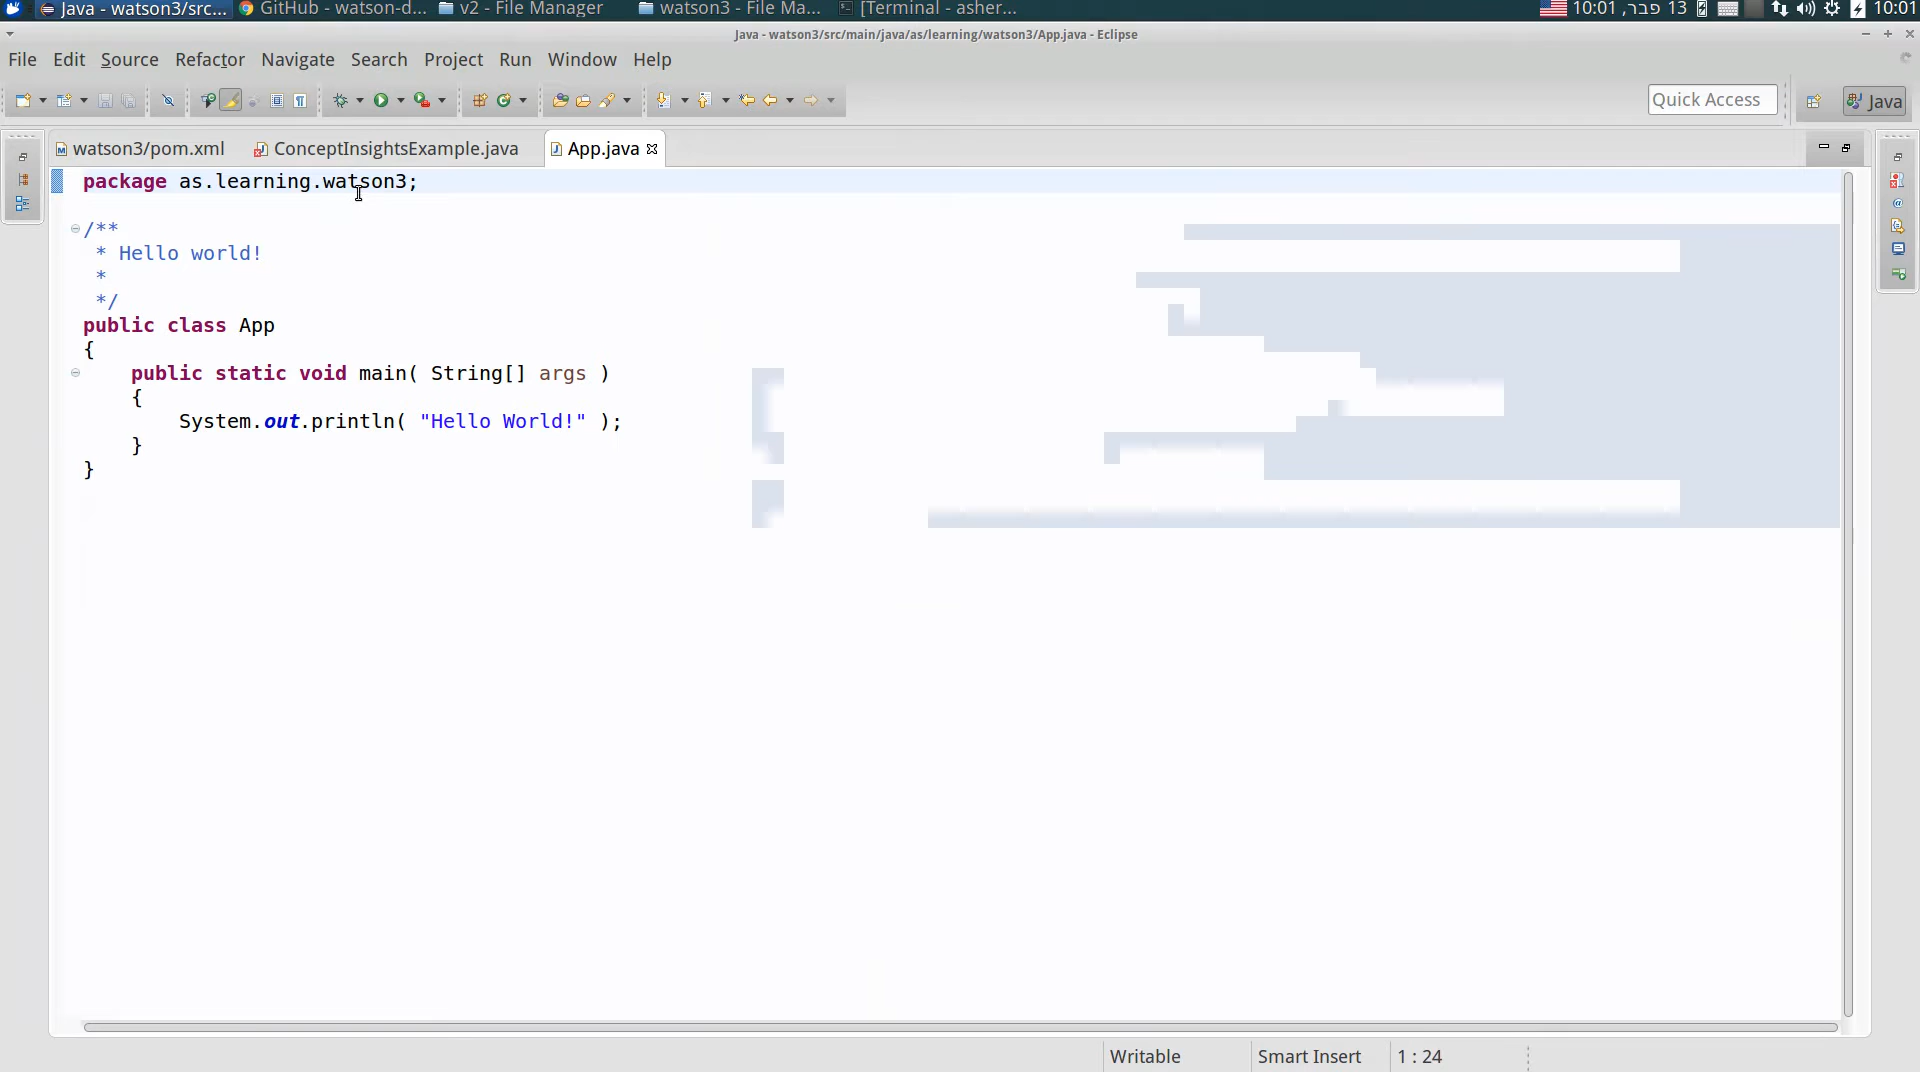 Java - watson3/src...
GitHub - watson-d...
v2 - File Manager
watson3 - File Ma...
[Terminal - asher...
10:01 ,פבר 13
10:01
Java - watson3/src/main/java/as/learning/watson3/App.java - Eclipse
File Edit Source Refactor Navigate Search Project Run Window Help
Quick Access
Java
watson3/pom.xml
ConceptInsightsExample.java
App.java
package as.learning.watson3;
/**
 * Hello world!
 *
 */
public class App
{
    public static void main( String[] args )
    {
        System.out.println( "Hello World!" );
    }
}
Writable
Smart Insert
1 : 24